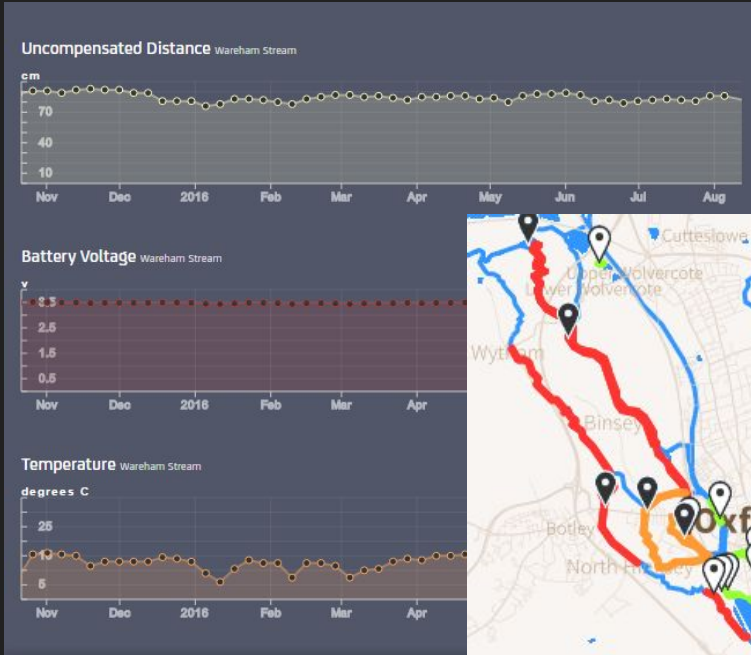 Uncompensated Distance Wareham Stream
cm
70
40
10
Nov Dec 2016 Feb Mar Apr May Jun Jul Aug
Battery Voltage Wareham Stream
v
3.3
2.5
1.5
0.5
Nov Dec 2016 Feb Mar Apr
Temperature Wareham Stream
degrees C
25
15
5
Nov Dec 2016 Feb Mar Apr
Cutteslowe
Upper Wolvercote
Lower Wolvercote
Wytham
Binsey
Oxf
Botley
North